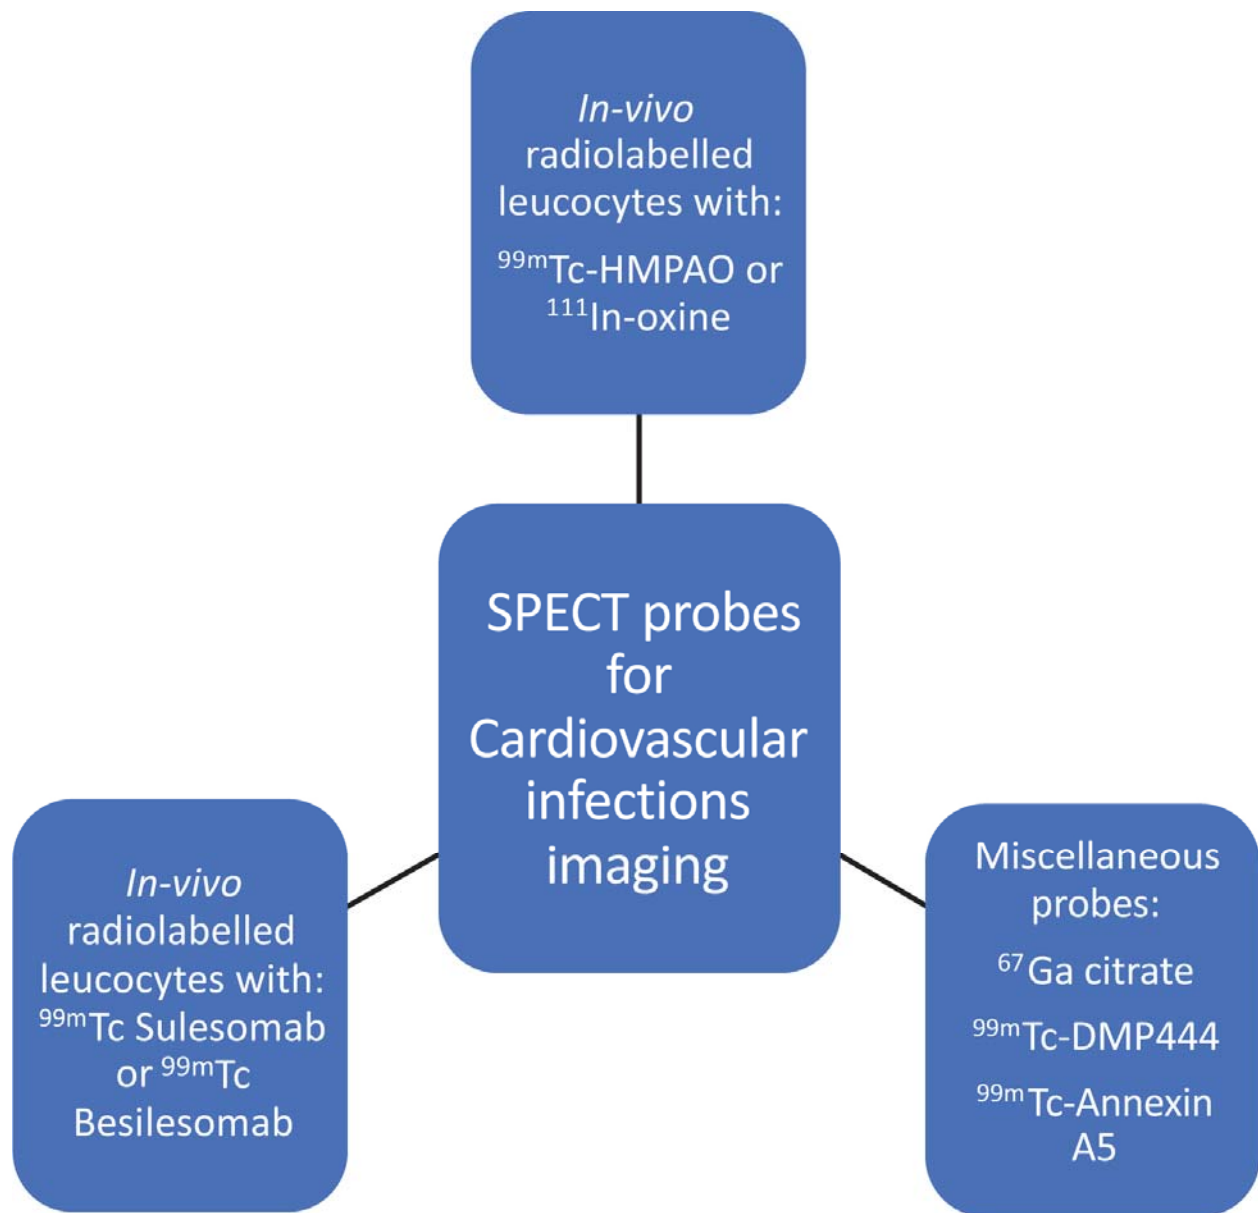 In-vivo
radiolabelled
leucocytes with:
⁹⁹ᵐTc-HMPAO or
¹¹¹In-oxine
SPECT probes
for
Cardiovascular
infections
imaging
In-vivo
radiolabelled
leucocytes with:
⁹⁹ᵐTc Sulesomab
or ⁹⁹ᵐTc
Besilesomab
Miscellaneous
probes:
⁶⁷Ga citrate
⁹⁹ᵐTc-DMP444
⁹⁹ᵐTc-Annexin
A5